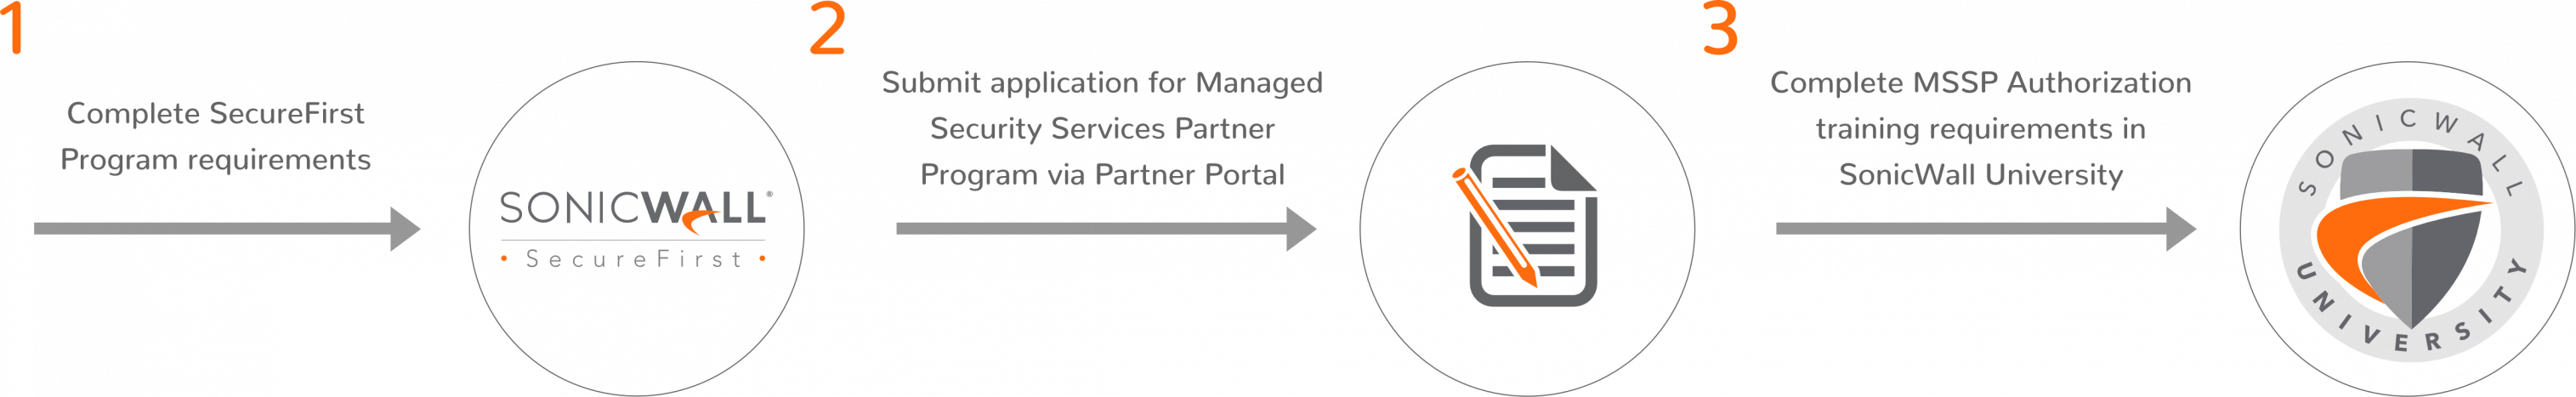 1
Complete SecureFirst
Program requirements
SONICWALL®
• SecureFirst •
2
Submit application for Managed
Security Services Partner
Program via Partner Portal
3
Complete MSSP Authorization
training requirements in
SonicWall University
SONICWALL
UNIVERSITY